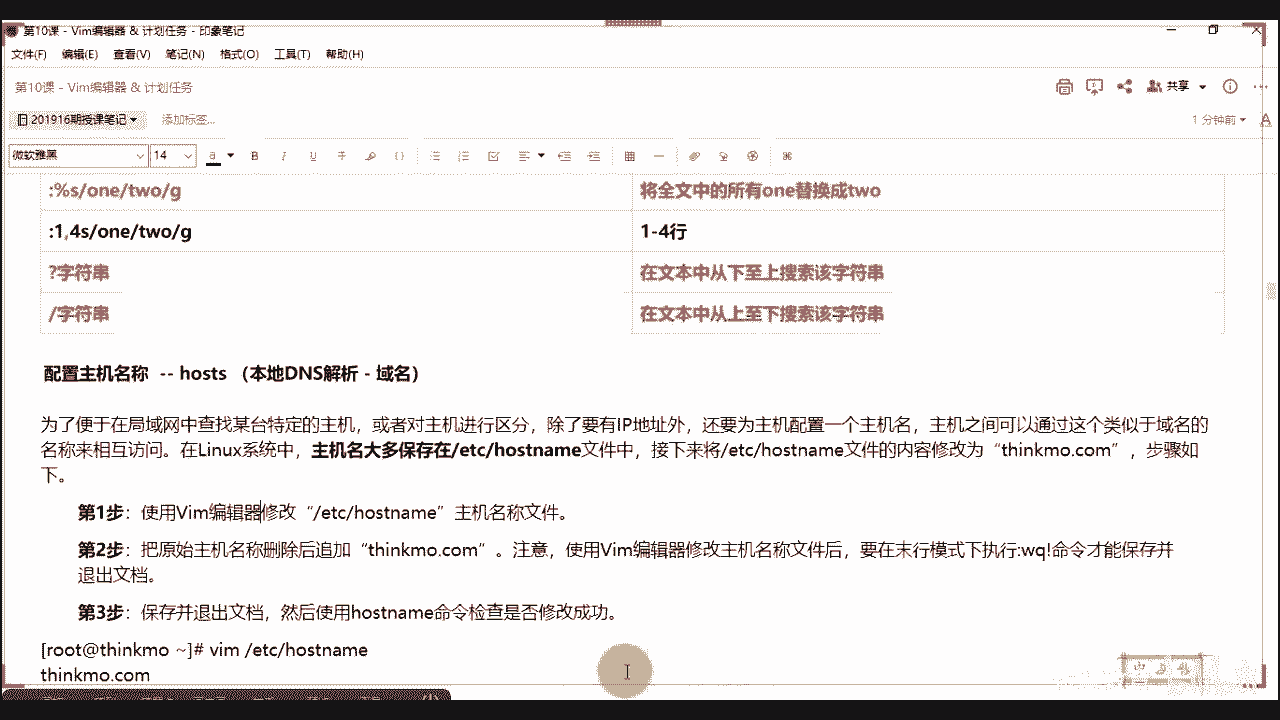 第10课 - Vim编辑器 & 计划任务 - 印象笔记
文件(F) 编辑(E) 查看(V) 笔记(N) 格式(O) 工具(T) 帮助(H)
第10课 - Vim编辑器 & 计划任务
共享
201916期授课笔记
添加标签...
1 分钟前
微软雅黑 14
:%s/one/two/g 将全文中的所有one替换成two
:1,4s/one/two/g 1-4行
?字符串 在文本中从下至上搜索该字符串
/字符串 在文本中从上至下搜索该字符串
配置主机名称 -- hosts （本地DNS解析 - 域名）
为了便于在局域网中查找某台特定的主机，或者对主机进行区分，除了要有IP地址外，还要为主机配置一个主机名，主机之间可以通过这个类似于域名的
名称来相互访问。在Linux系统中，主机名大多保存在/etc/hostname文件中，接下来将/etc/hostname文件的内容修改为“thinkmo.com”，步骤如
下。
第1步：使用Vim编辑器修改“/etc/hostname”主机名称文件。
第2步：把原始主机名称删除后追加“thinkmo.com”。注意，使用Vim编辑器修改主机名称文件后，要在末行模式下执行:wq!命令才能保存并
退出文档。
第3步：保存并退出文档，然后使用hostname命令检查是否修改成功。
[root@thinkmo ~]# vim /etc/hostname
thinkmo.com